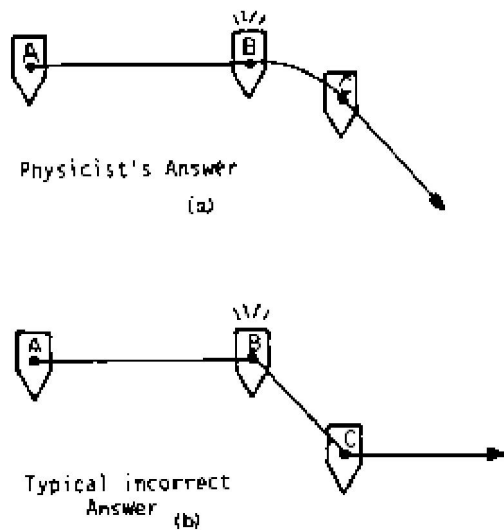 A B C
Physicist's Answer
(a)
A B C
Typical incorrect
Answer (b)